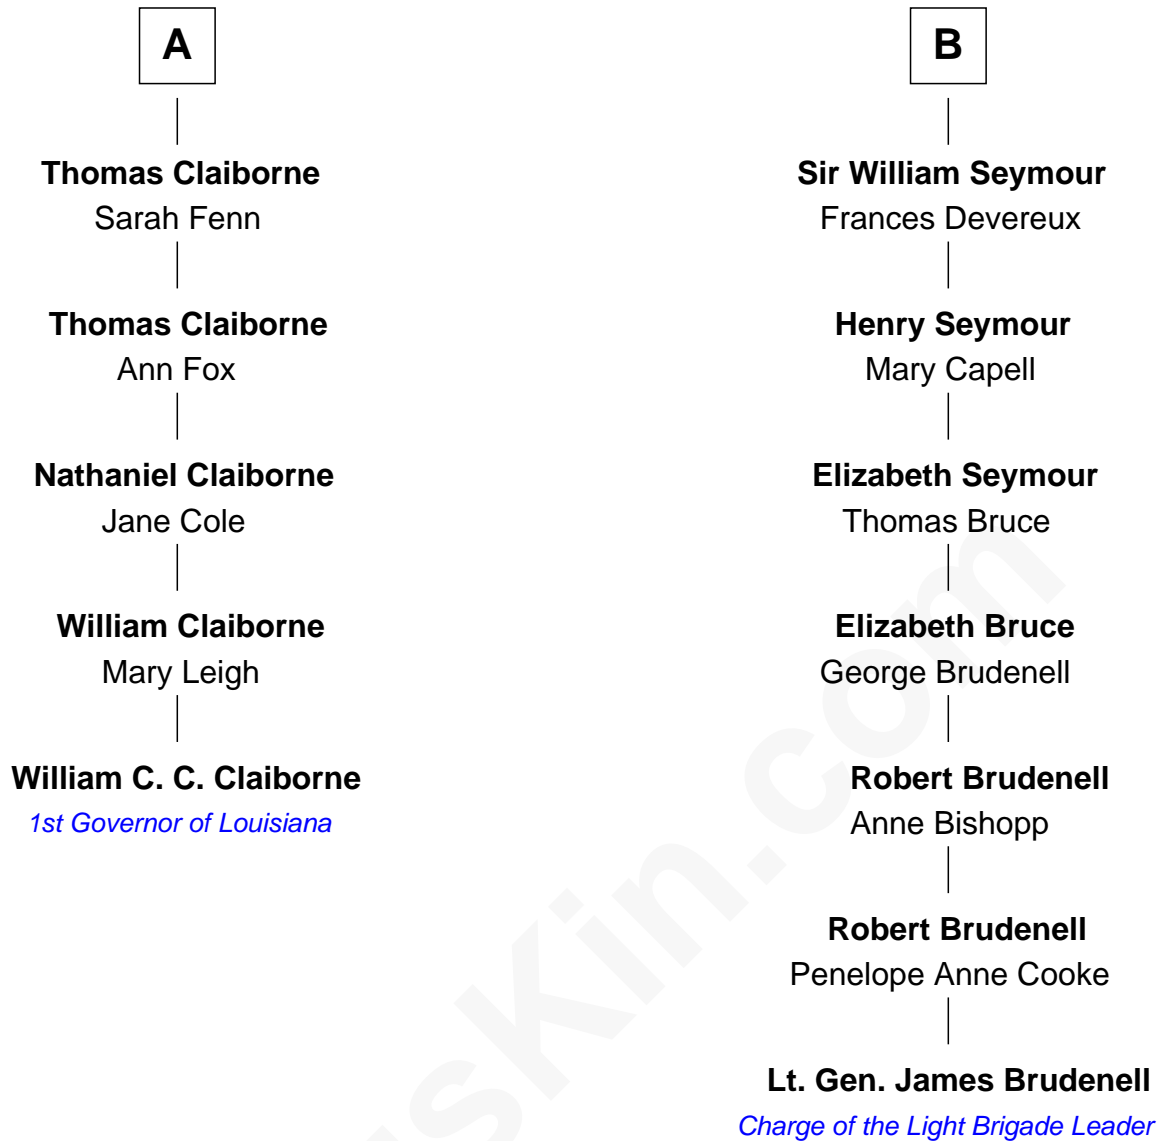 A
Thomas Claiborne
Sarah Fenn
Thomas Claiborne
Ann Fox
Nathaniel Claiborne
Jane Cole
William Claiborne
Mary Leigh
William C. C. Claiborne
1st Governor of Louisiana
B
Sir William Seymour
Frances Devereux
Henry Seymour
Mary Capell
Elizabeth Seymour
Thomas Bruce
Elizabeth Bruce
George Brudenell
Robert Brudenell
Anne Bishopp
Robert Brudenell
Penelope Anne Cooke
Lt. Gen. James Brudenell
Charge of the Light Brigade Leader
usKin.com